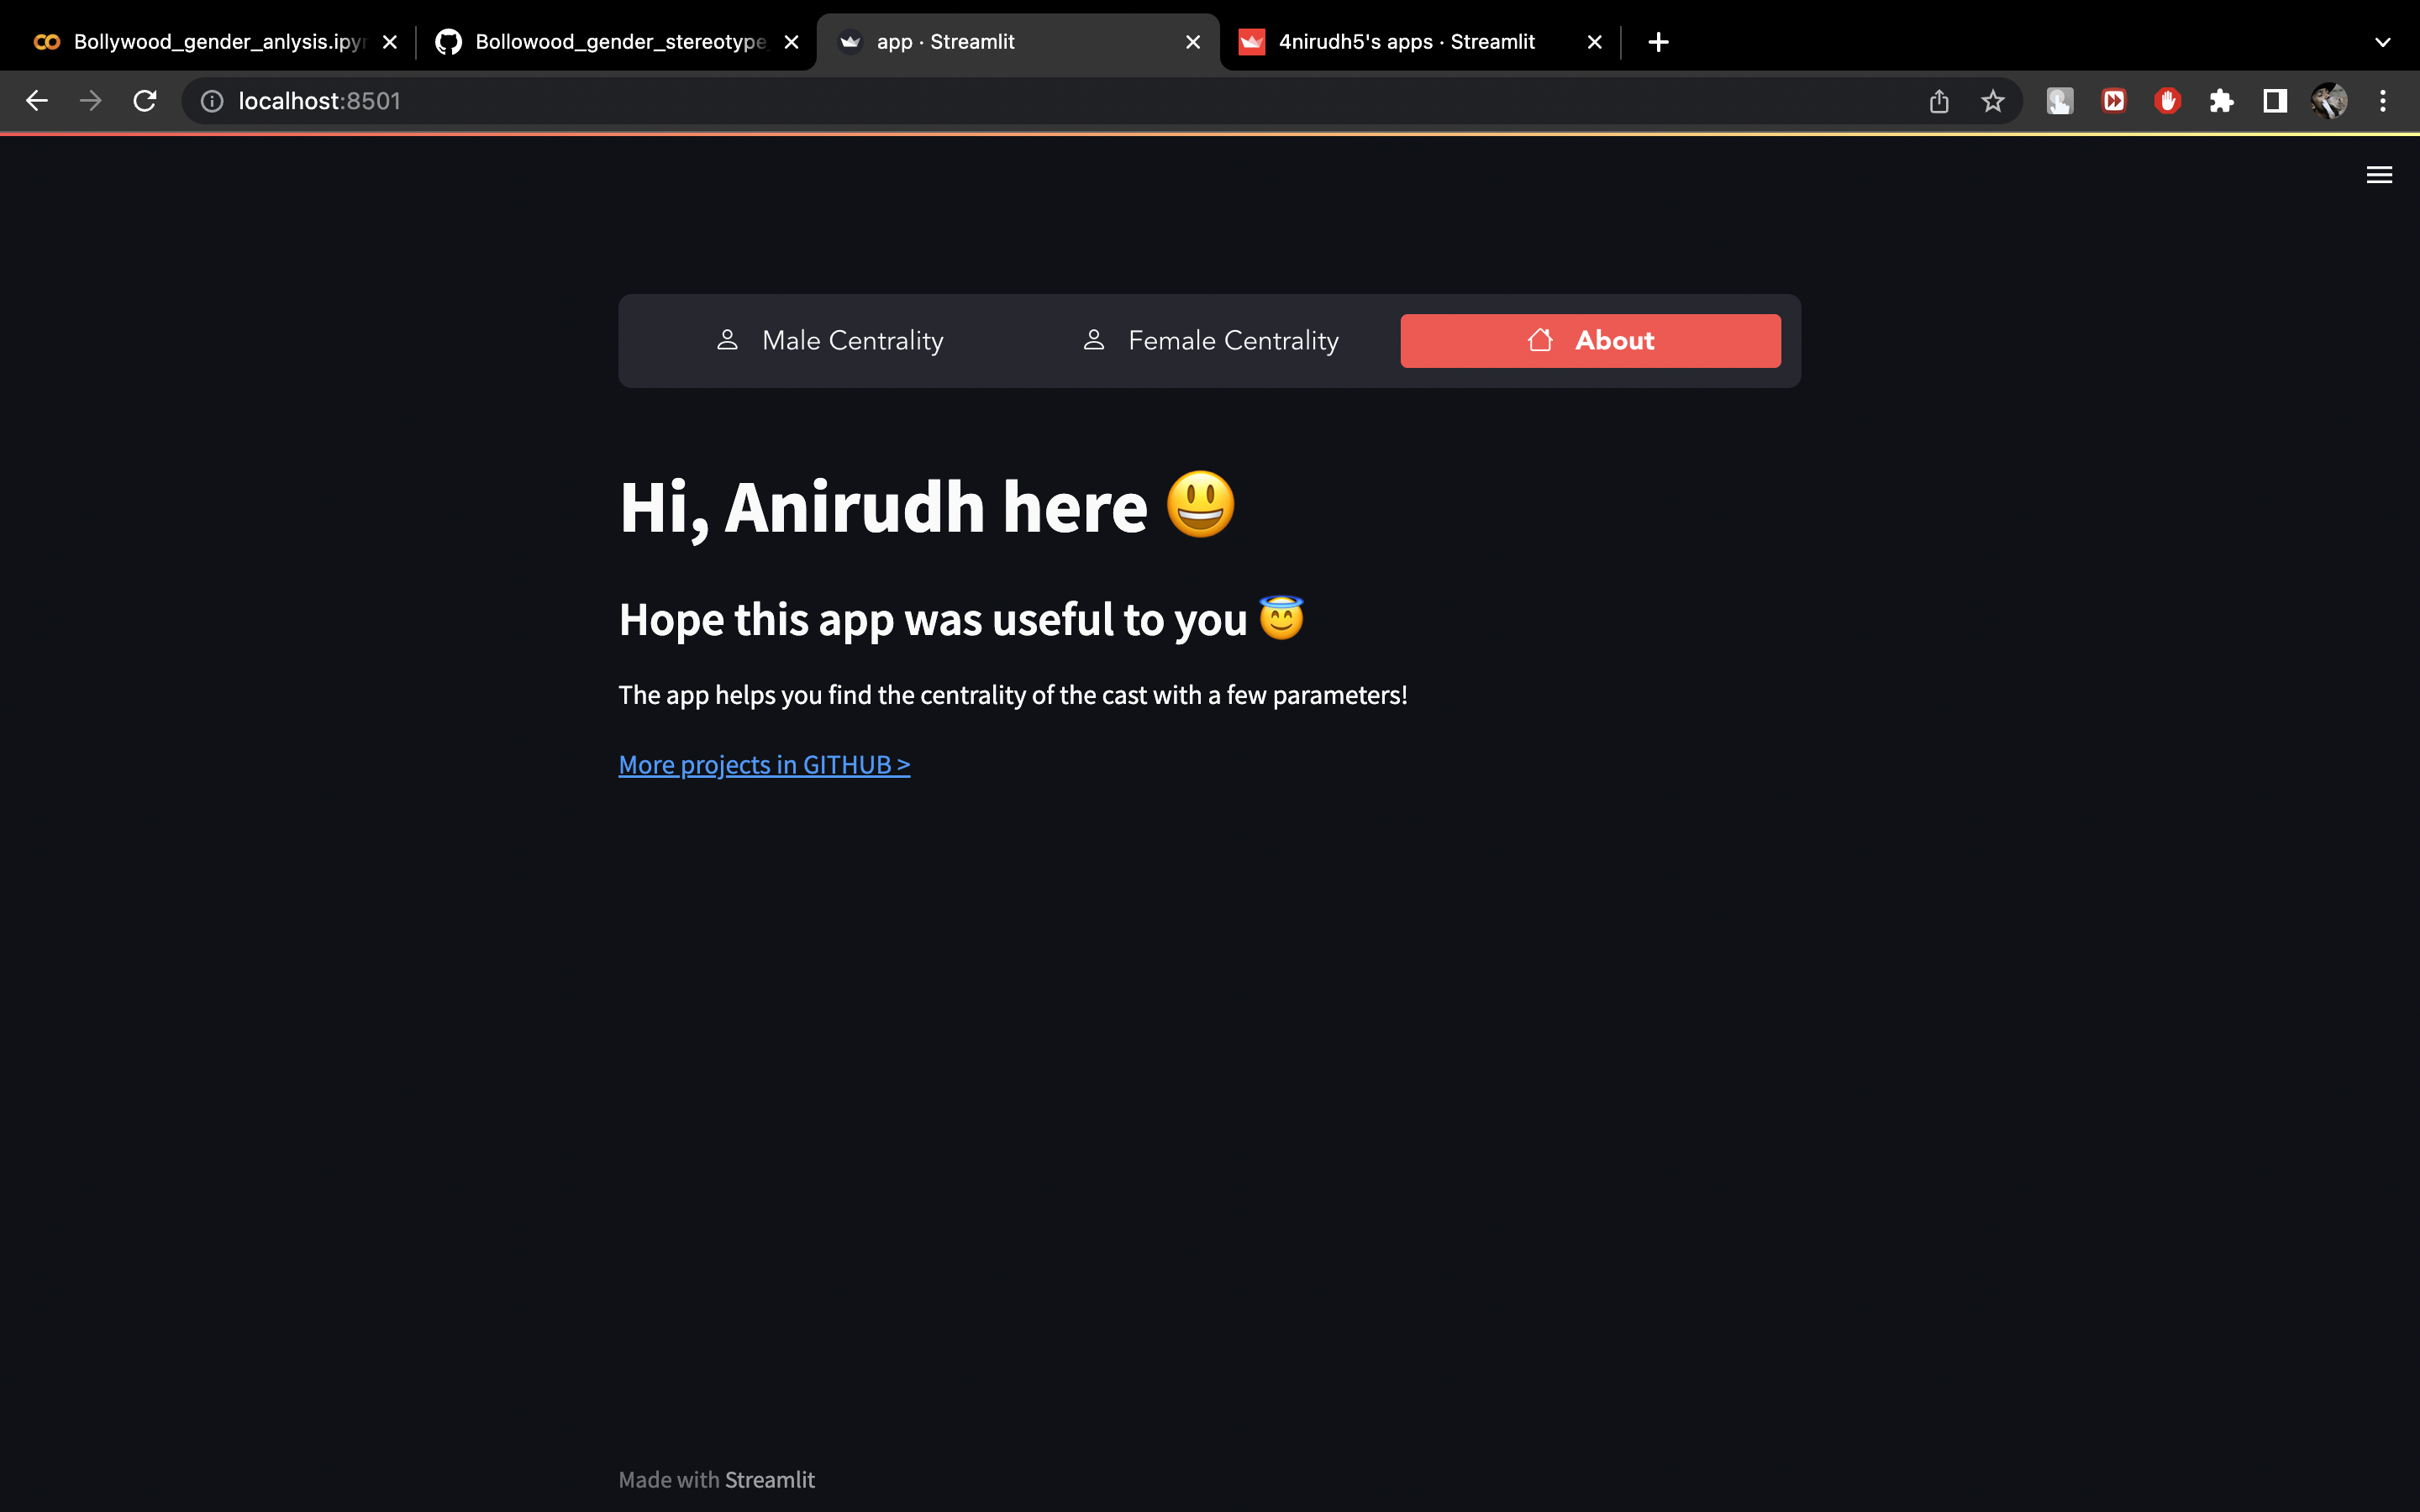 Bollywood_gender_anlysis.ipyn
Bollowood_gender_stereotype_
app · Streamlit
4nirudh5's apps · Streamlit
localhost:8501
Male Centrality
Female Centrality
About
Hi, Anirudh here 😃
Hope this app was useful to you 😇
The app helps you find the centrality of the cast with a few parameters!
More projects in GITHUB >
Made with Streamlit